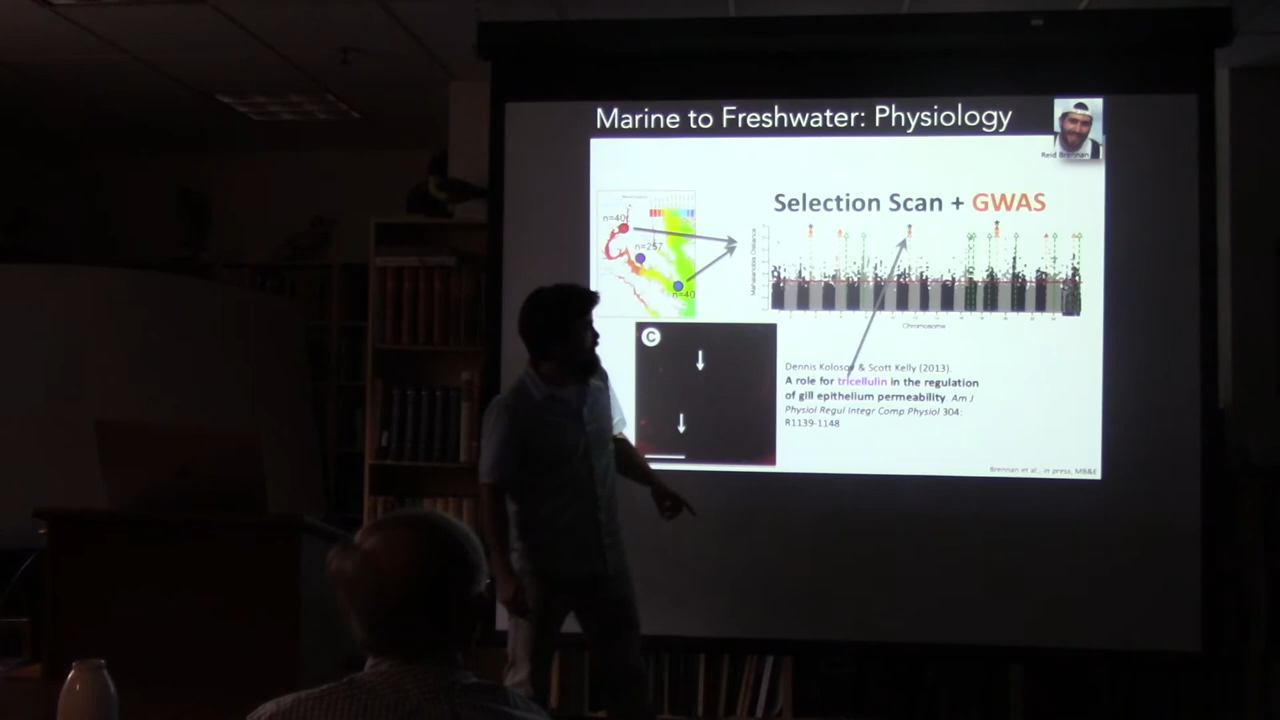 Marine to Freshwater: Physiology
Reid Brennan
Selection Scan + GWAS
n=40
n=257
n=40
Mahalanobis Distance
Chromosome
C
Dennis Kolosov & Scott Kelly (2013).
A role for tricellulin in the regulation
of gill epithelium permeability. Am J
Physiol Regul Integr Comp Physiol 304:
R1139-1148
Brennan et al., in press, MB&E